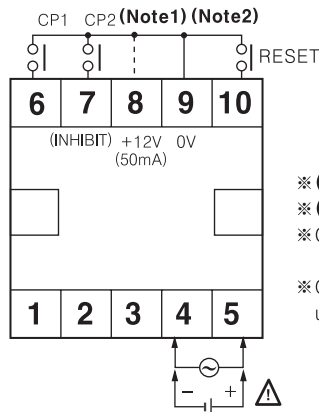 CP1 CP2 (Note1) (Note2)
RESET
6 7 8 9 10
(INHIBIT) +12V 0V
(50mA)
※(
※(
※(
※(
u
1 2 3 4 5
− +